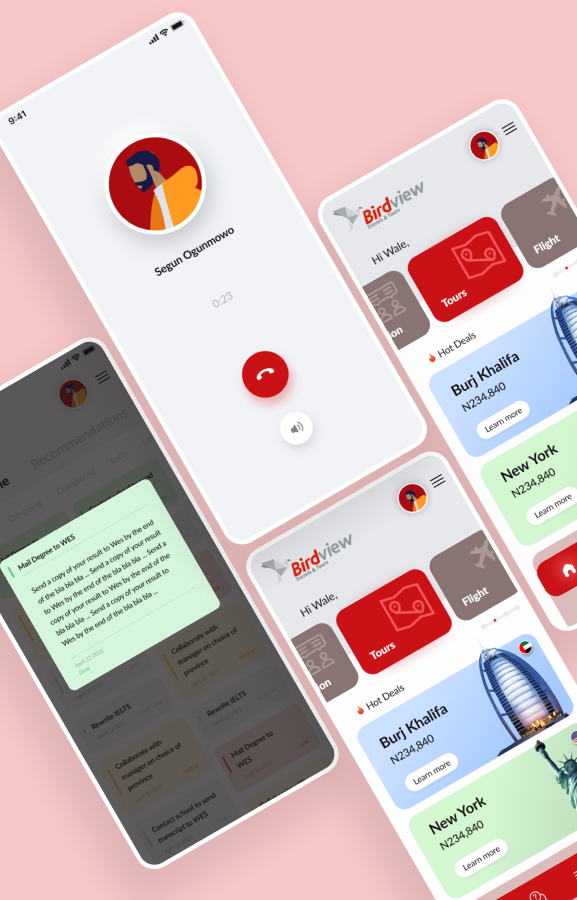 9:41
Segun Ogunmowo
0:23
Birdview
Travels & Tours
Hi Wale,
on
Tours
Flight
Hot Deals
Burj Khalifa
N234,840
Learn more
New York
N234,840
Learn more
Recommendations
On-going
Completed
calls
Mail Degree to WES
Send a copy of your result to Wes by the end
of the bla bla bla ... Send a copy of your result
to Wes by the end of the bla bla bla ... Send a
copy of your result to Wes by the end of the
bla bla bla ... Send a copy of your result to
Wes by the end of the bla bla bla ...
April 22 2021
Date
Collaborate with
manager on choice of
province
Rewrite IELTS
Rewrite IELTS
Collaborate with
manager on choice of
province
Mail Degree to
WES
Contact school to send
transcript to WES
Birdview
Travels & Tours
Hi Wale,
on
Tours
Flight
Hot Deals
Burj Khalifa
N234,840
Learn more
New York
N234,840
Learn more